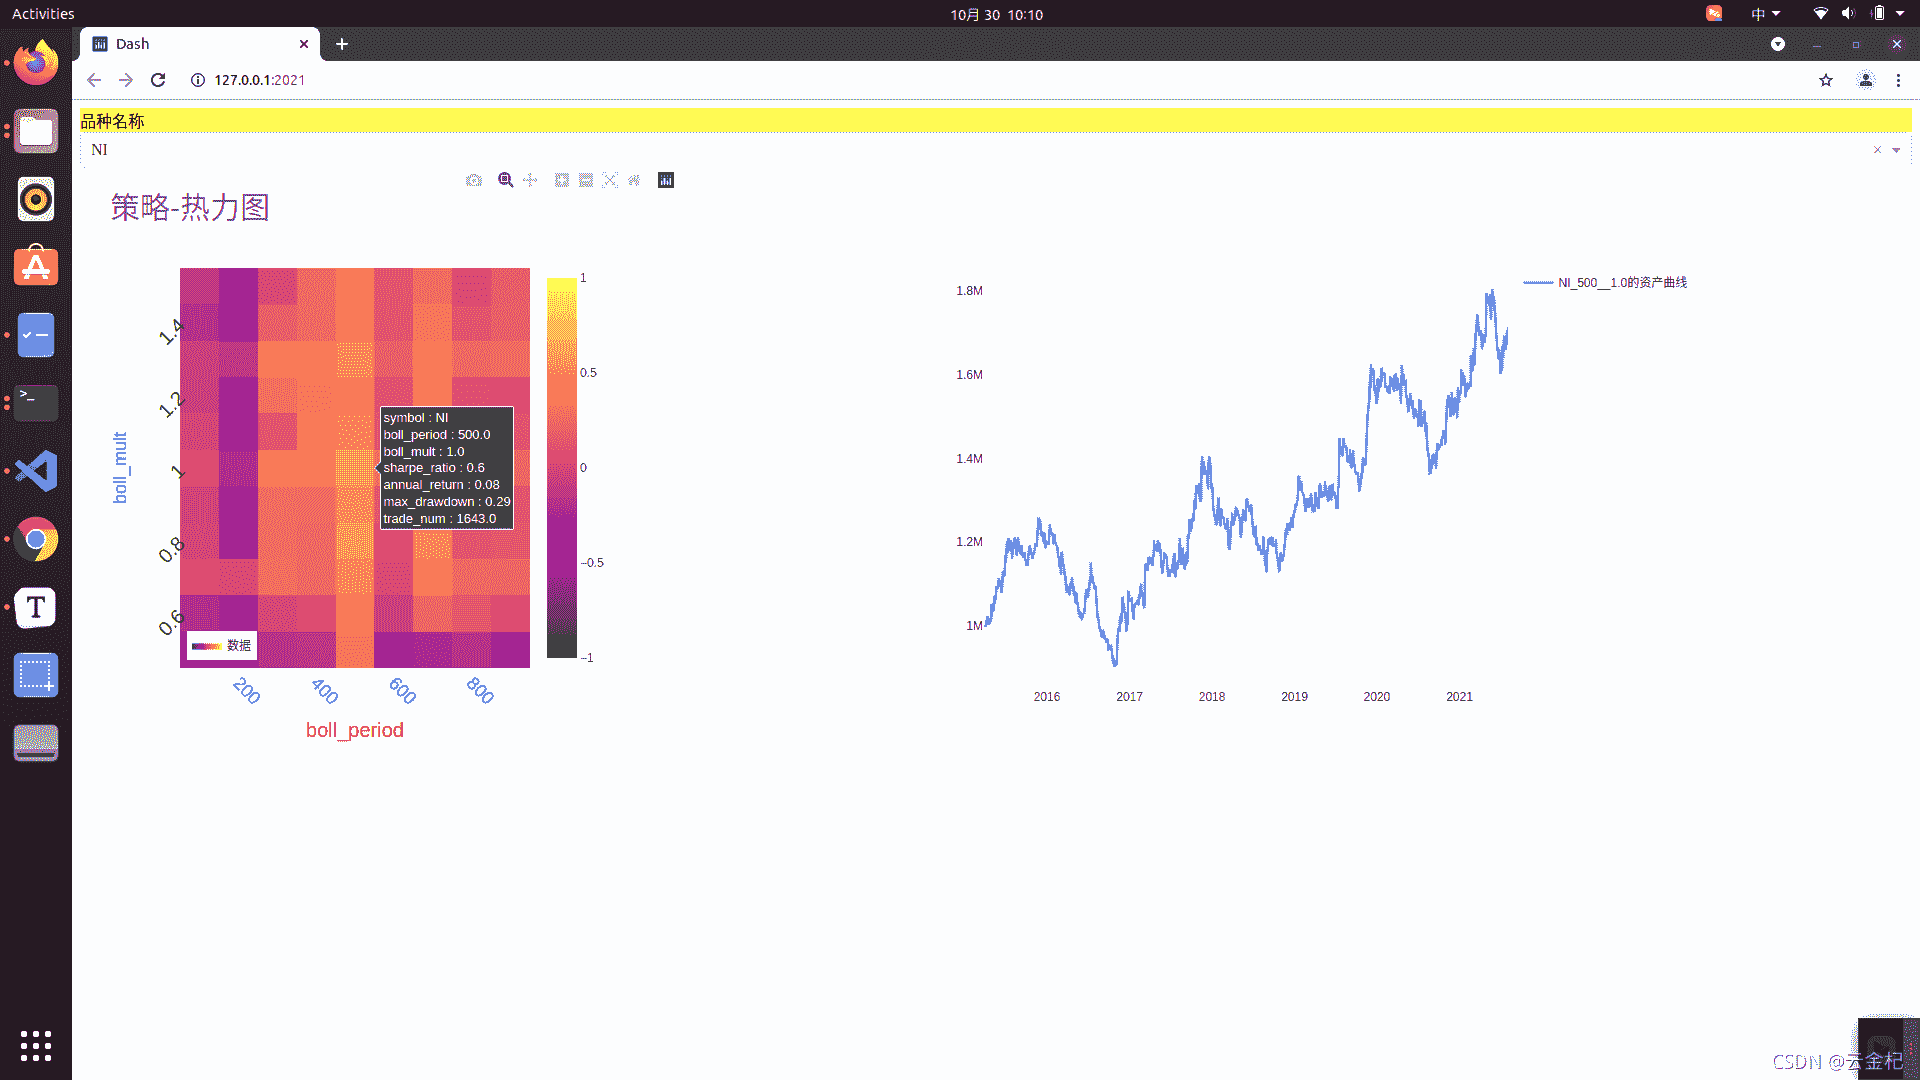 Activities
10月 30 10:10
中
Dash
127.0.0.1:2021
品种名称
NI
策略-热力图
1.4
1.2
1
0.8
0.6
boll_mult
200
400
600
800
boll_period
数据
1
0.5
0
−0.5
−1
symbol : NI
boll_period : 500.0
boll_mult : 1.0
sharpe_ratio : 0.6
annual_return : 0.08
max_drawdown : 0.29
trade_num : 1643.0
1.8M
1.6M
1.4M
1.2M
1M
2016
2017
2018
2019
2020
2021
NI_500__1.0的资产曲线
CSDN @云金杞